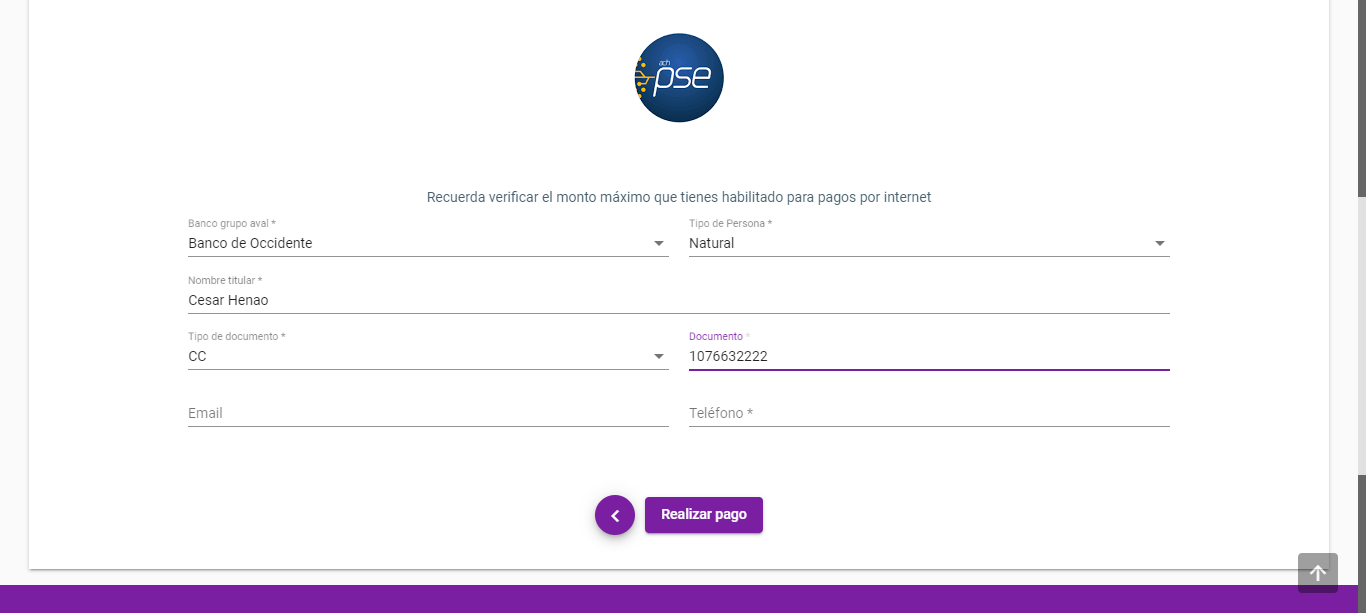 ach
pse
Recuerda verificar el monto máximo que tienes habilitado para pagos por internet
Banco grupo aval *
Tipo de Persona *
Banco de Occidente
Natural
Nombre titular *
Cesar Henao
Tipo de documento *
Documento *
CC
1076632222
Email
Teléfono *
Realizar pago